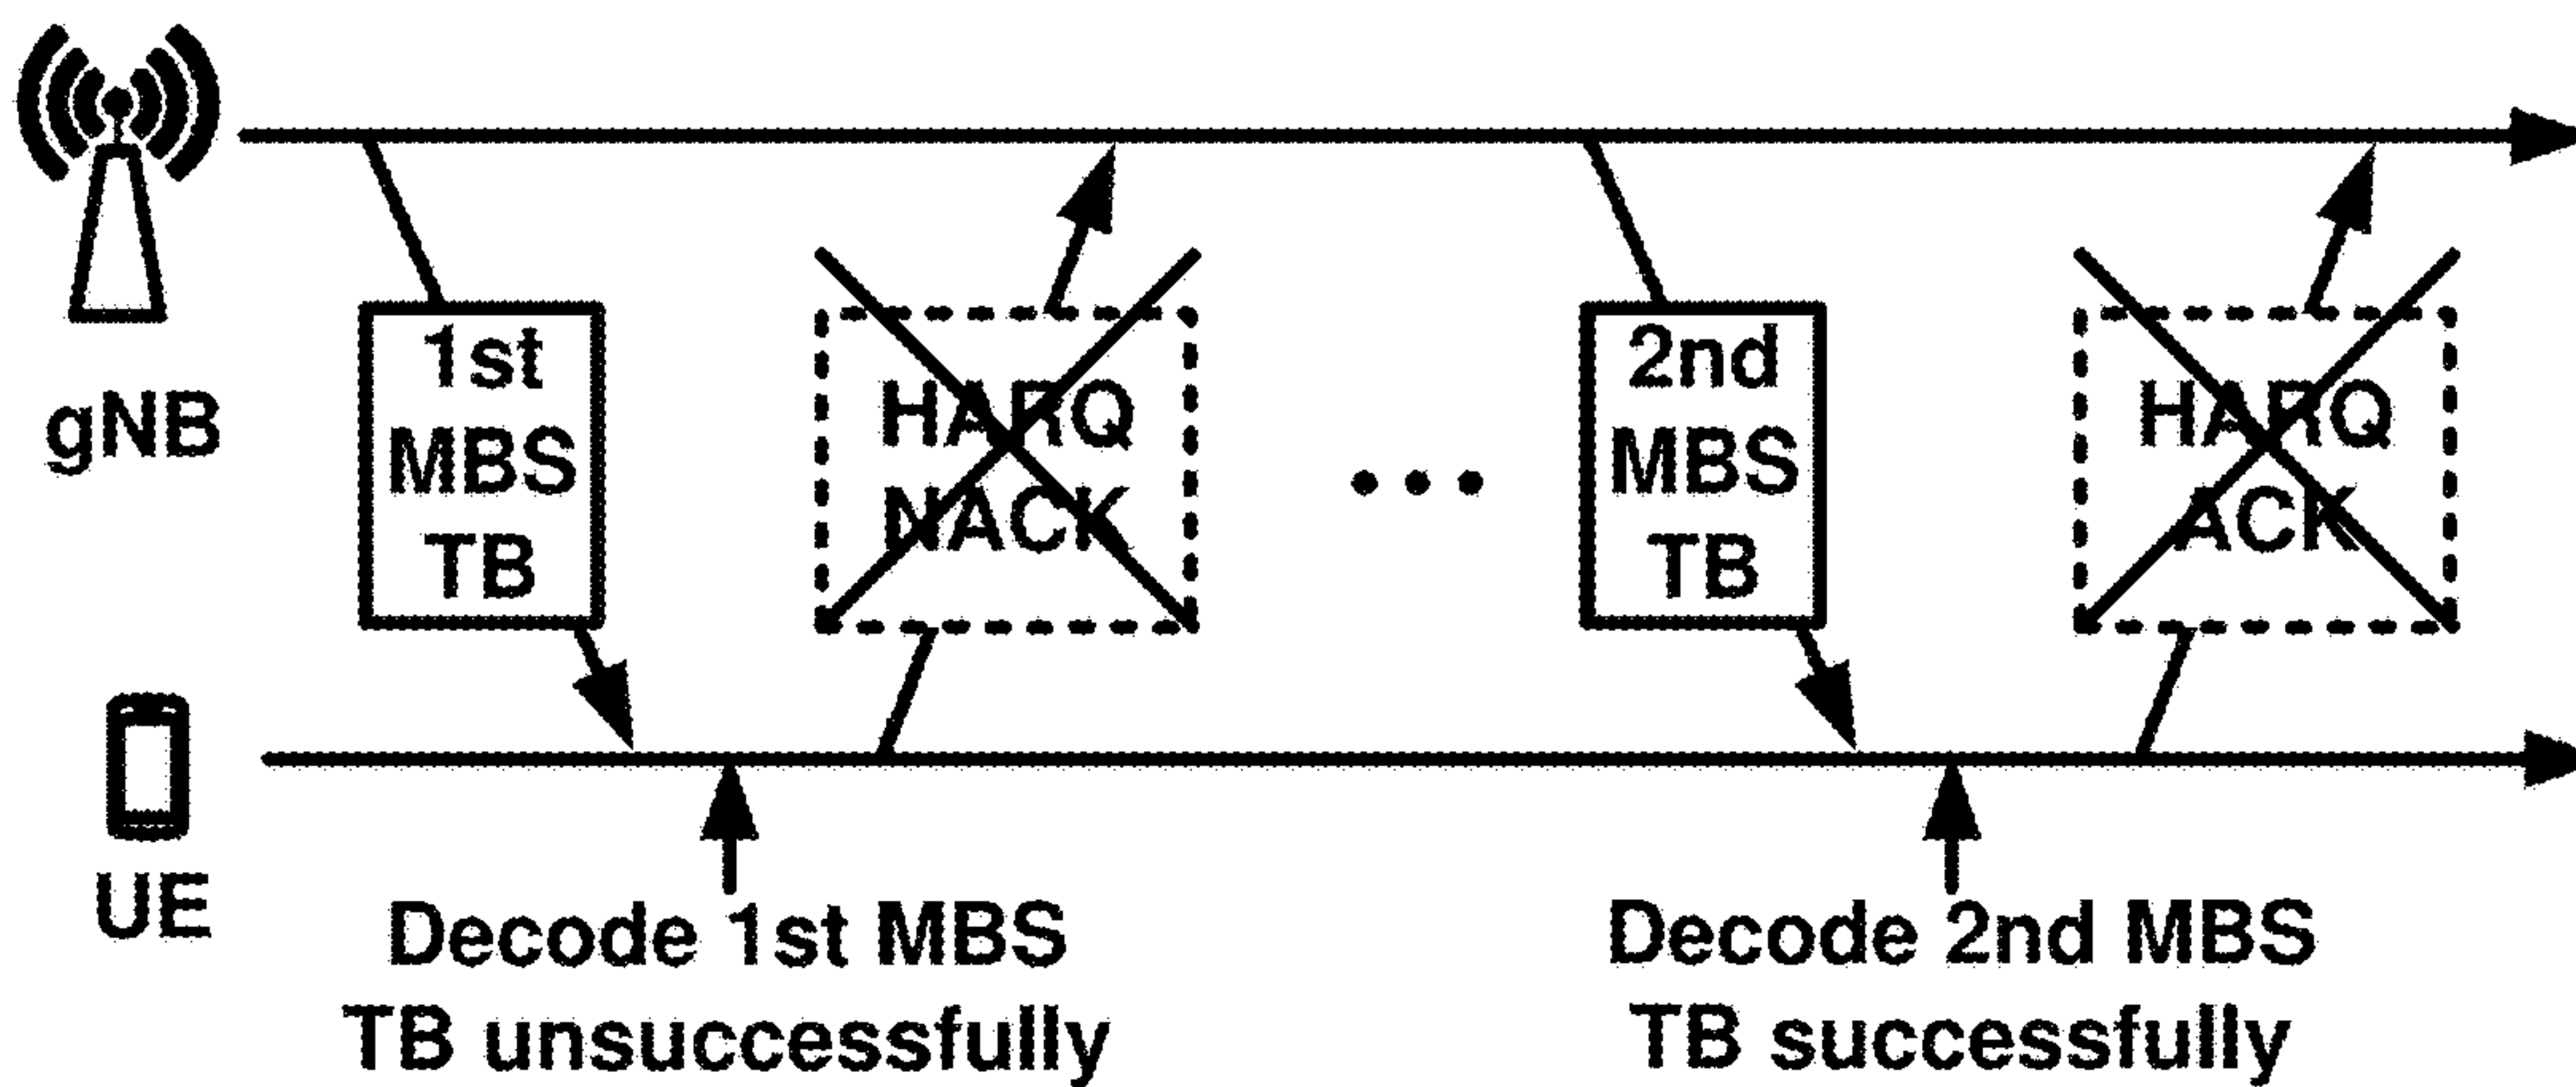 gNB
1st
MBS
TB
HARQ
NACK
...
2nd
MBS
TB
HARQ
ACK
UE
Decode 1st MBS
TB unsuccessfully
Decode 2nd MBS
TB successfully